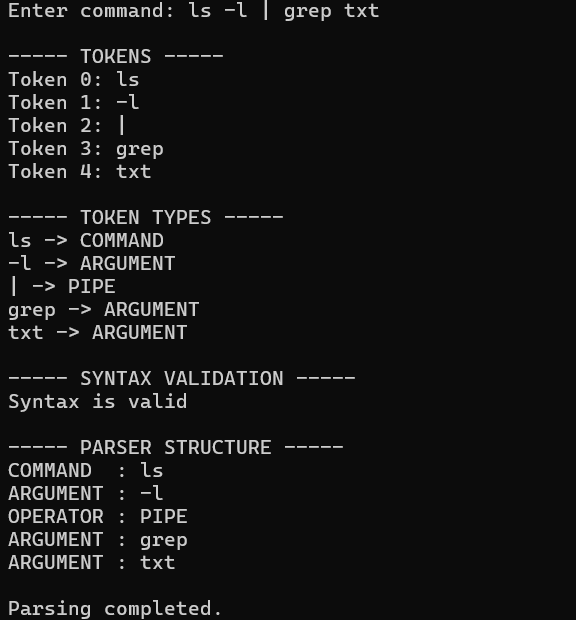 Enter command: ls -l | grep txt
----- TOKENS -----
Token 0: ls
Token 1: -l
Token 2: |
Token 3: grep
Token 4: txt
----- TOKEN TYPES -----
ls -> COMMAND
-l -> ARGUMENT
| -> PIPE
grep -> ARGUMENT
txt -> ARGUMENT
----- SYNTAX VALIDATION -----
Syntax is valid
----- PARSER STRUCTURE -----
COMMAND  : ls
ARGUMENT : -l
OPERATOR : PIPE
ARGUMENT : grep
ARGUMENT : txt
Parsing completed.